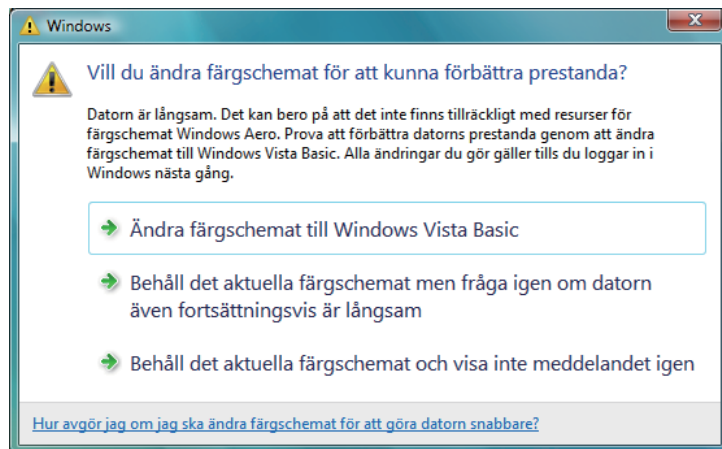 Windows
Vill du ändra färgschemat för att kunna förbättra prestanda?
Datorn är långsam. Det kan bero på att det inte finns tillräckligt med resurser för
färgschemat Windows Aero. Prova att förbättra datorns prestanda genom att ändra
färgschemat till Windows Vista Basic. Alla ändringar du gör gäller tills du loggar in i
Windows nästa gång.
Ändra färgschemat till Windows Vista Basic
Behåll det aktuella färgschemat men fråga igen om datorn
även fortsättningsvis är långsam
Behåll det aktuella färgschemat och visa inte meddelandet igen
Hur avgör jag om jag ska ändra färgschemat för att göra datorn snabbare?